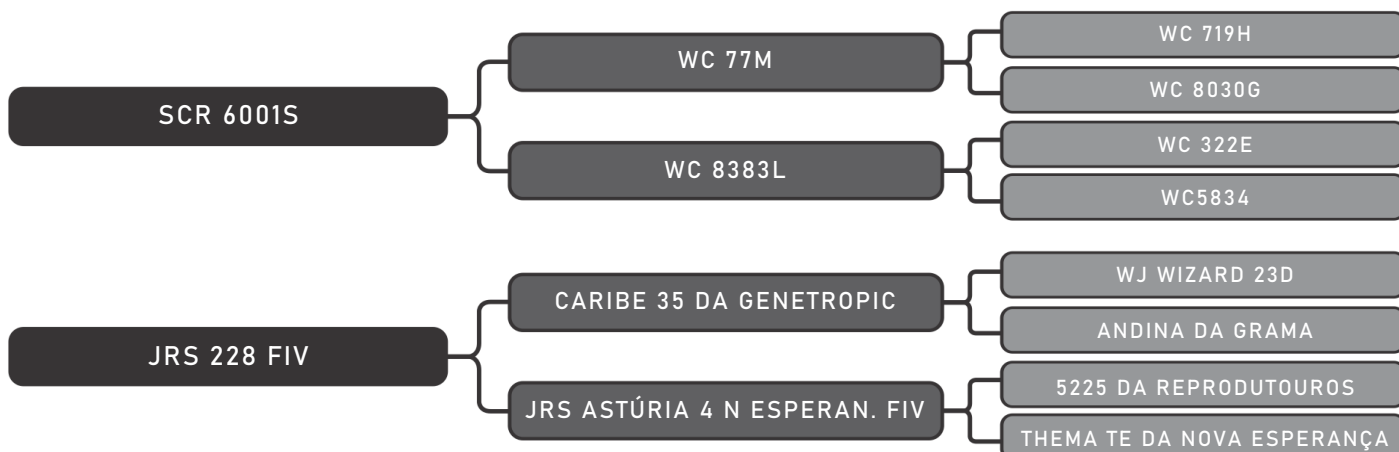 SCR 6001S
WC 77M
WC 8383L
WC 719H
WC 8030G
WC 322E
WC5834
JRS 228 FIV
CARIBE 35 DA GENETROPIC
JRS ASTÚRIA 4 N ESPERAN. FIV
WJ WIZARD 23D
ANDINA DA GRAMA
5225 DA REPRODUTOUROS
THEMA TE DA NOVA ESPERANÇA